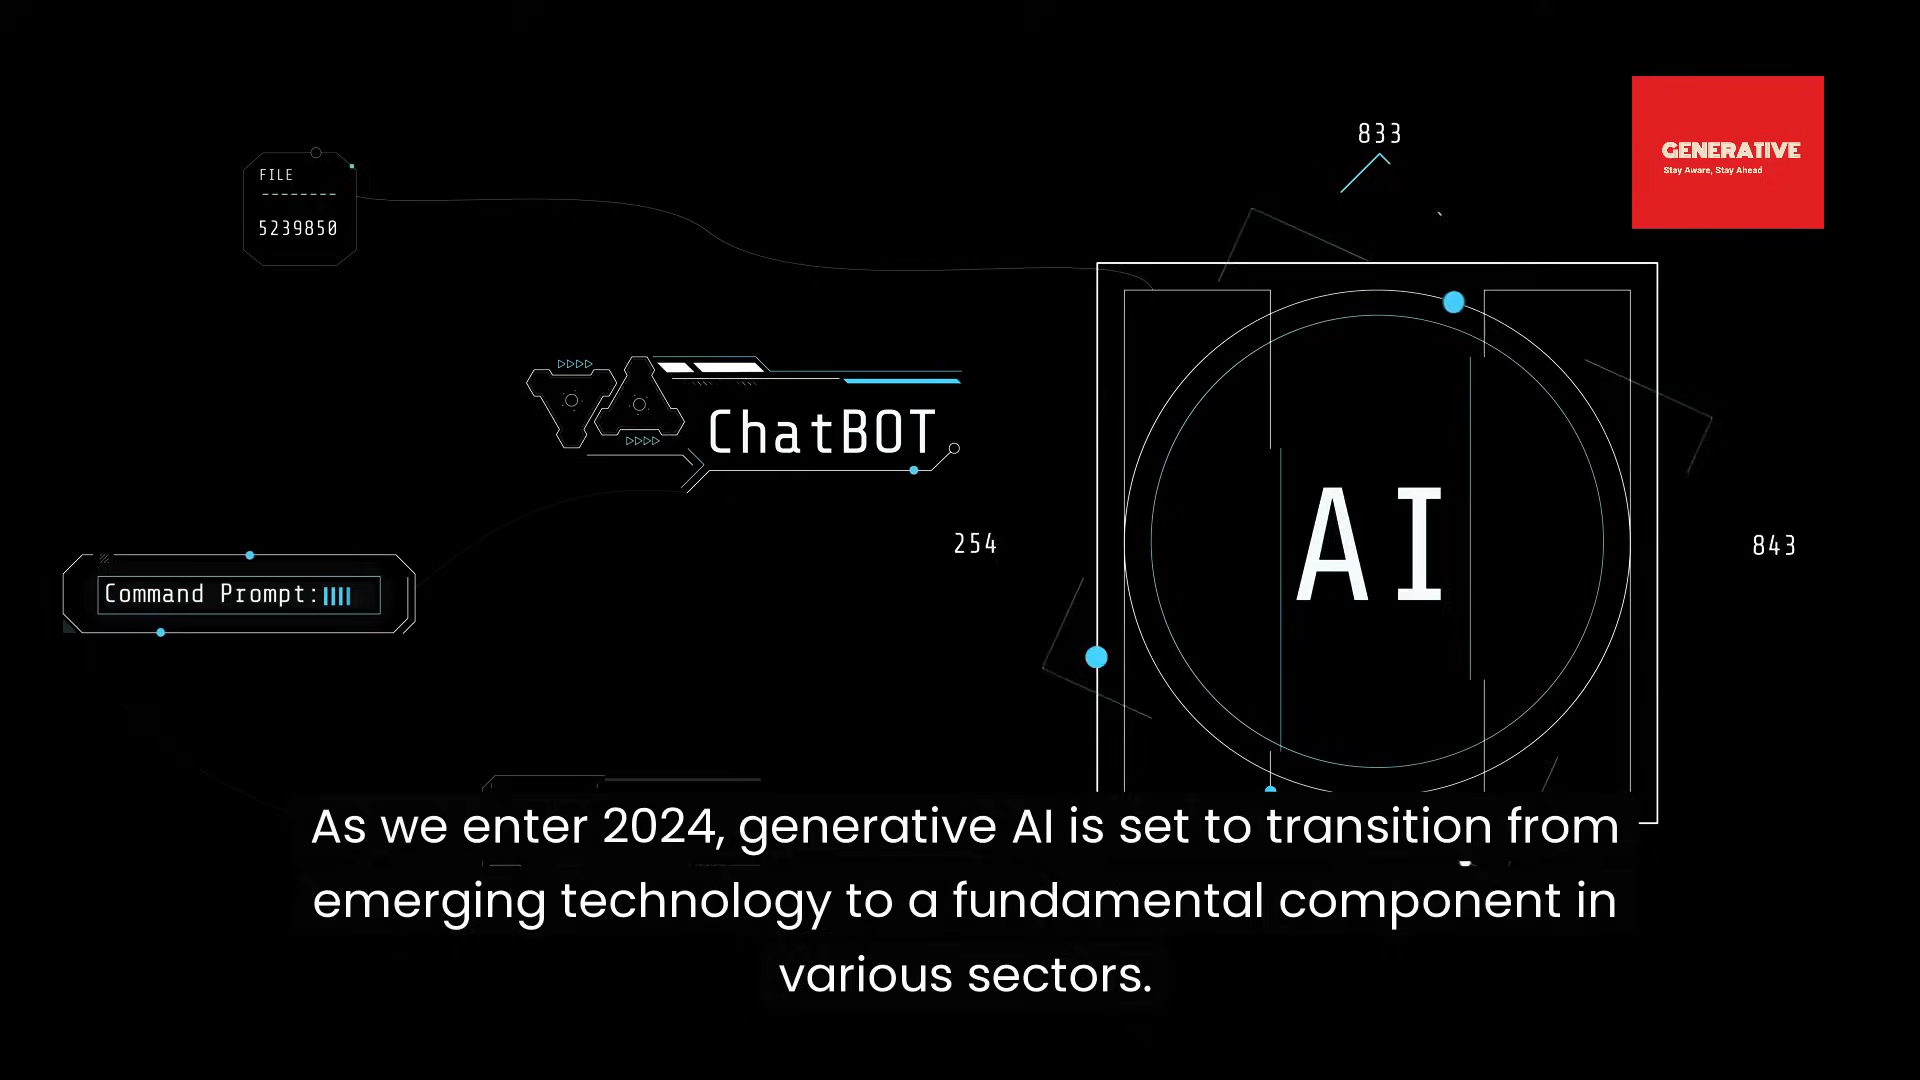 833
GENERATIVE
Stay Aware, Stay Ahead
FILE
5239850
ChatBOT
254
AI
843
Command Prompt:
As we enter 2024, generative AI is set to transition from
emerging technology to a fundamental component in
various sectors.